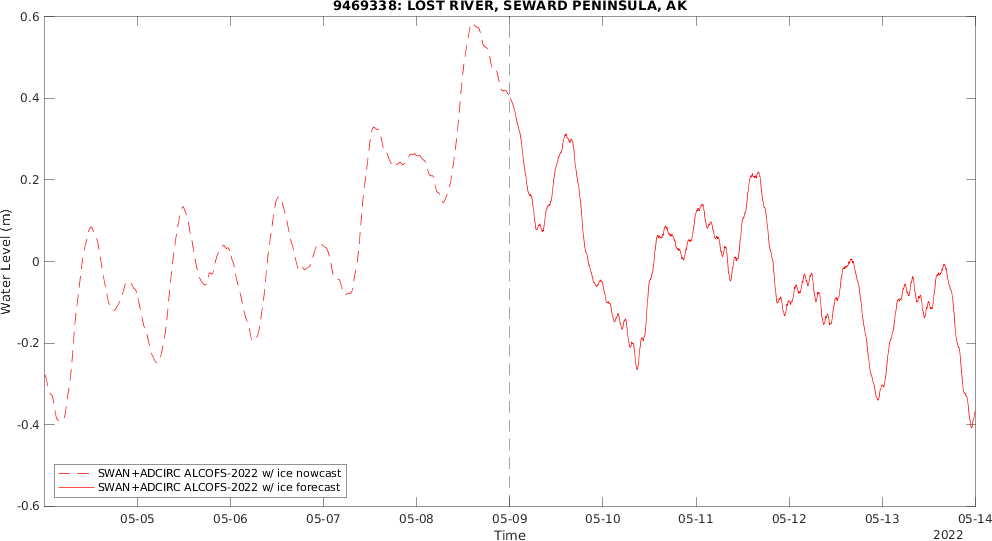 9469338: LOST RIVER, SEWARD PENINSULA, AK
0.6
0.4
0.2
0
-0.2
-0.4
-0.6
Water Level (m)
SWAN+ADCIRC ALCOFS-2022 w/ ice nowcast
SWAN+ADCIRC ALCOFS-2022 w/ ice forecast
05-05 05-06 05-07 05-08 05-09 05-10 05-11 05-12 05-13 05-14
Time
2022